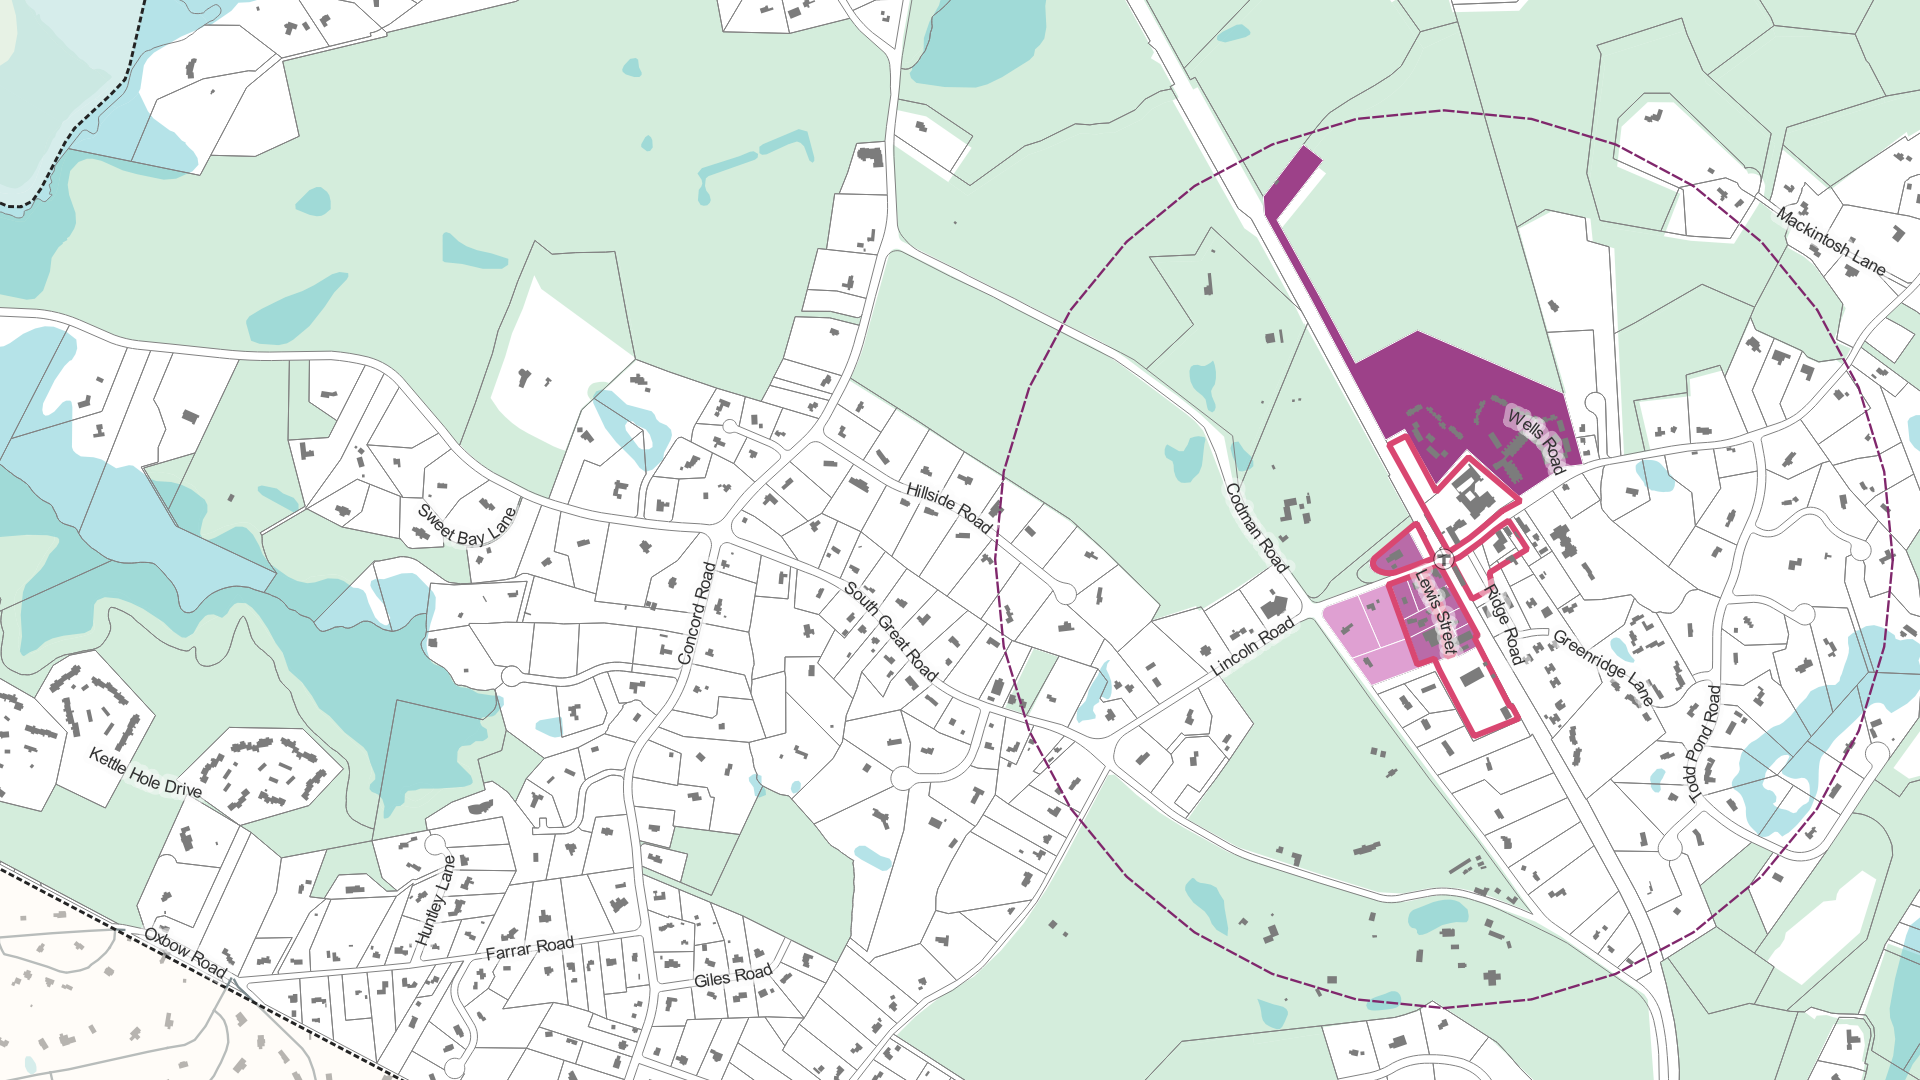 Mackintosh Lane
Wells Road
Hillside Road
Codman Road
Sweet Bay Lane
Concord Road
South Great Road
Lewis Street
Ridge Road
Lincoln Road
Greenridge Lane
Todd Pond Road
Kettle Hole Drive
Huntley Lane
Oxbow Road
Farrar Road
Giles Road